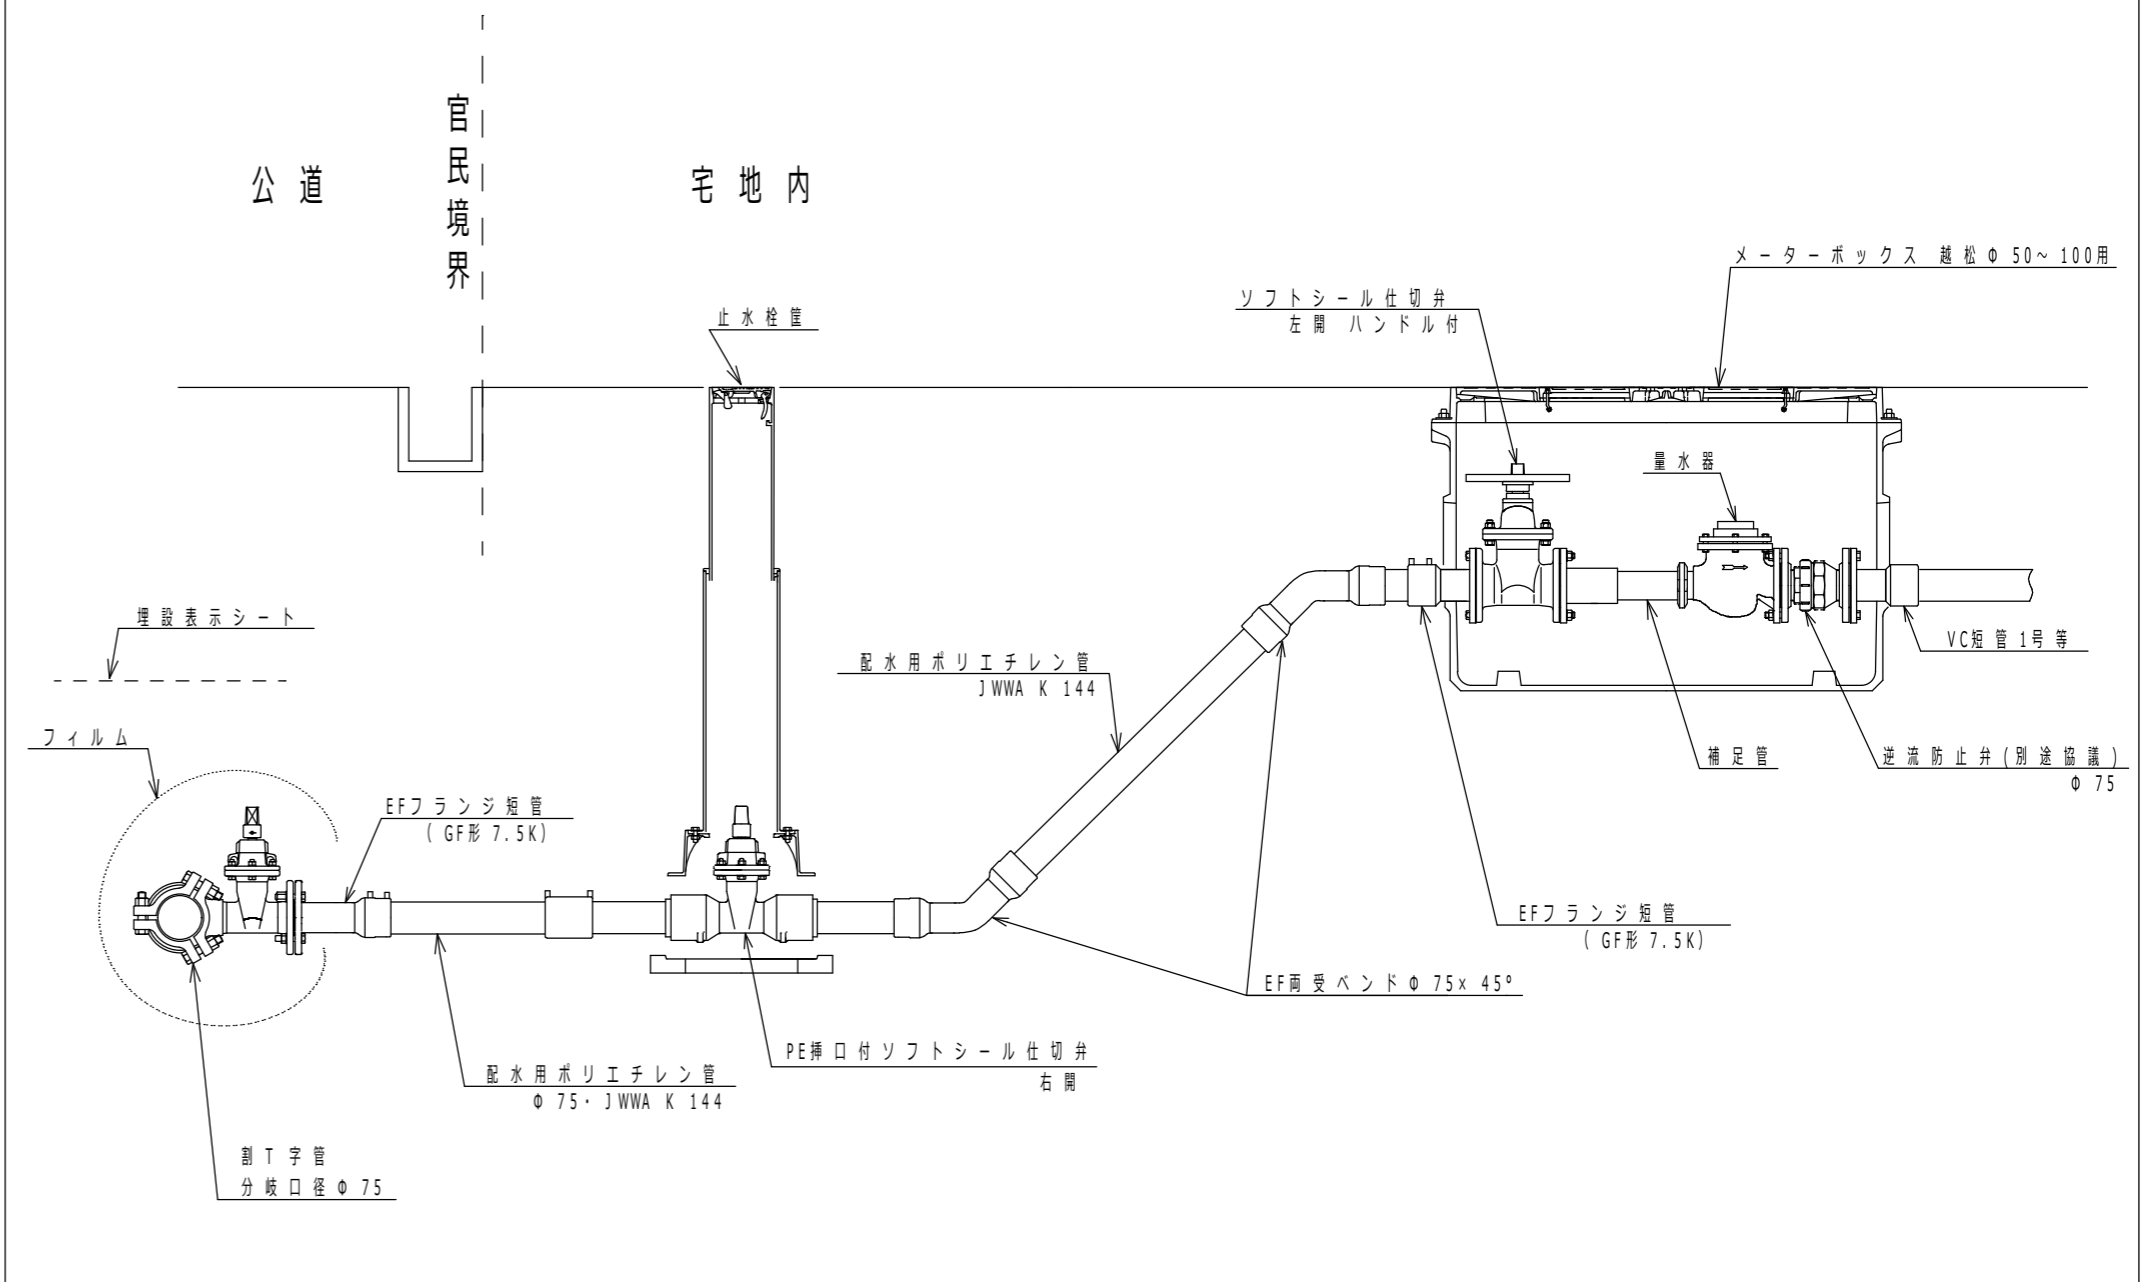 公道
官民境界
宅地内
メーターボックス 越松Φ50~100用
ソフトシール仕切弁
左開 ハンドル付
止水栓筐
量水器
埋設表示シート
VC短管1号等
配水用ポリエチレン管
JWWA K 144
フィルム
補足管
逆流防止弁(別途協議)
Φ75
EFフランジ短管
(GF形 7.5K)
EFフランジ短管
(GF形 7.5K)
EF両受ベンドΦ75×45°
PE挿口付ソフトシール仕切弁
右開
配水用ポリエチレン管
Φ75・JWWA K 144
割T字管
分岐口径Φ75